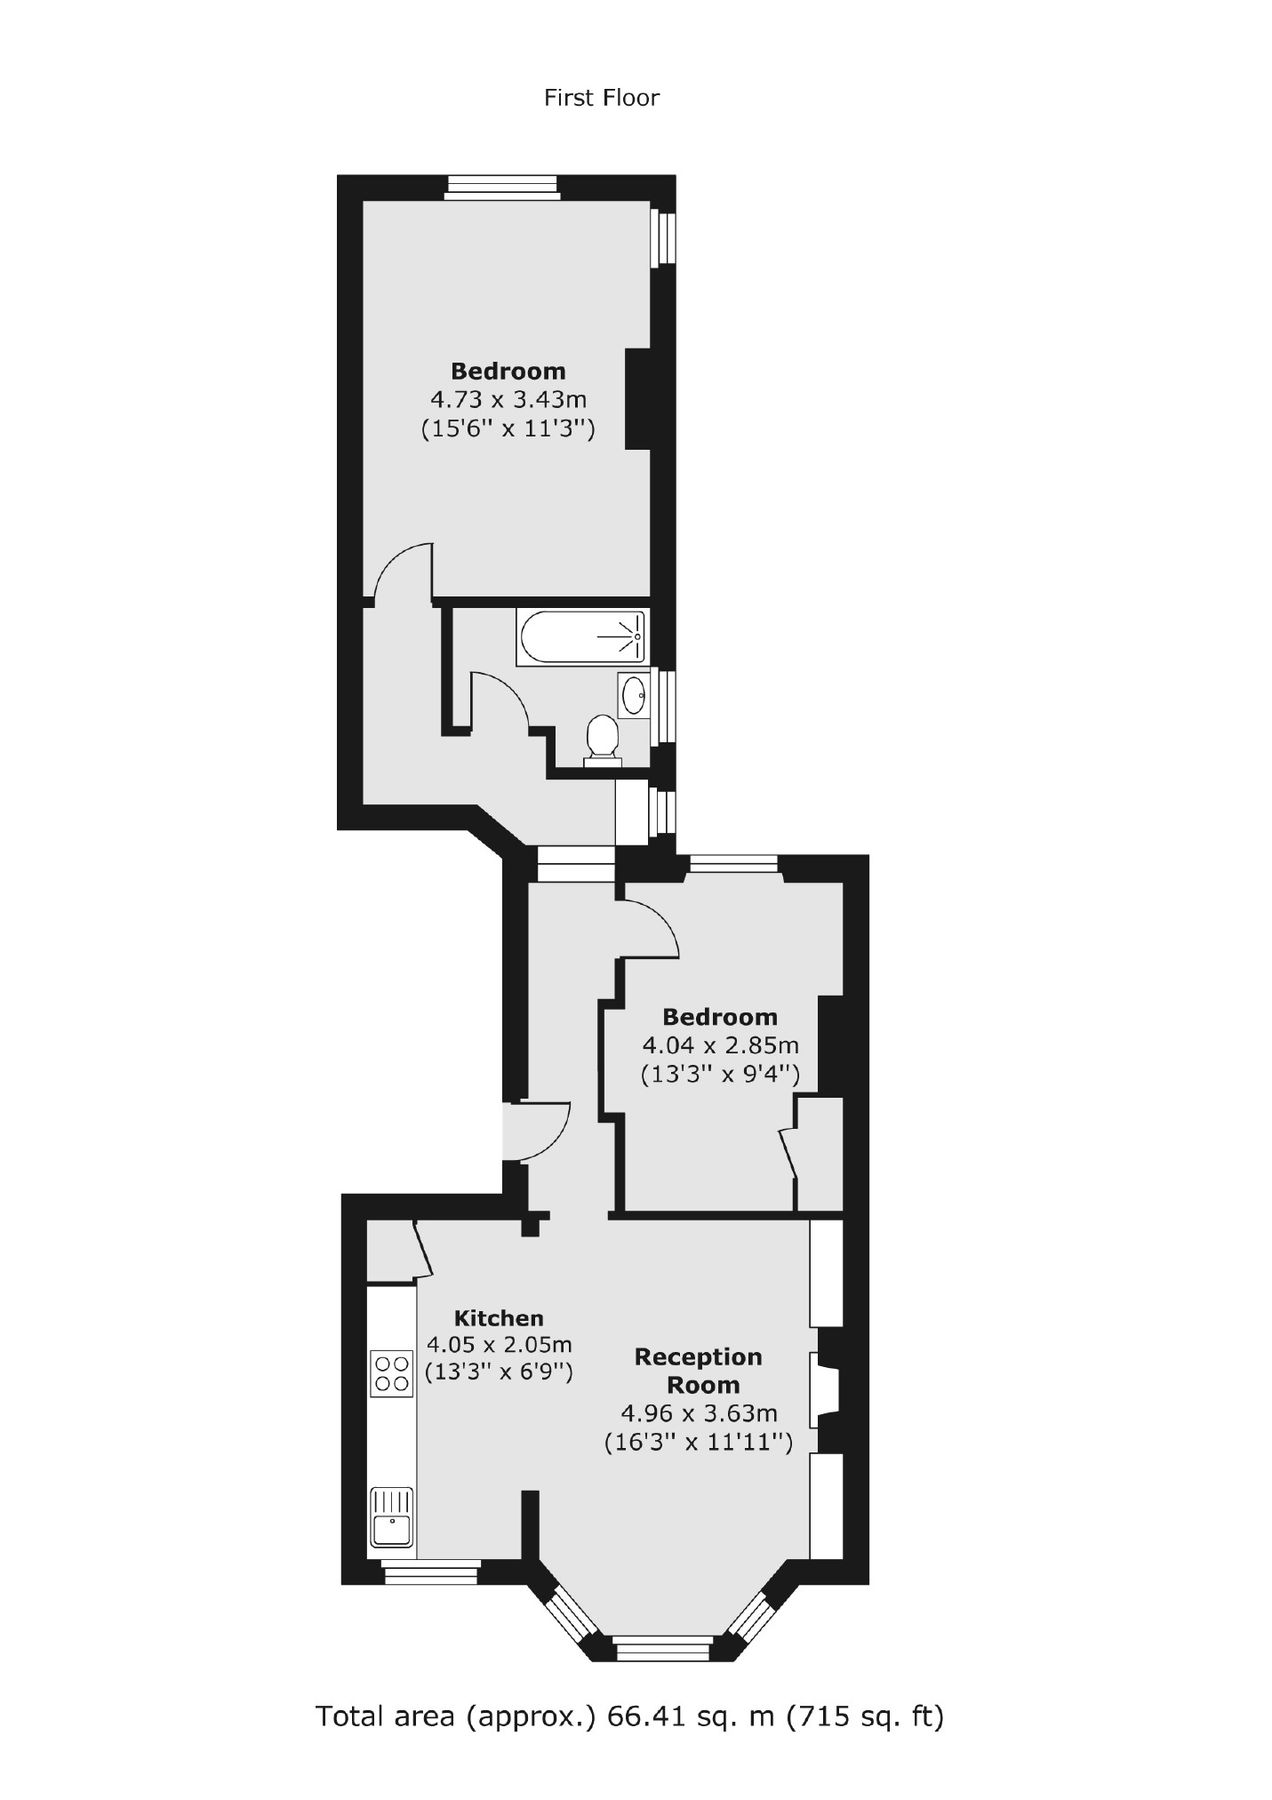 First Floor
Bedroom
4.73 x 3.43m
(15'6" x 11'3")
Bedroom
4.04 x 2.85m
(13'3" x 9'4")
Kitchen
4.05 x 2.05m
(13'3" x 6'9")
Reception
Room
4.96 x 3.63m
(16'3" x 11'11")
Total area (approx.) 66.41 sq. m (715 sq. ft)